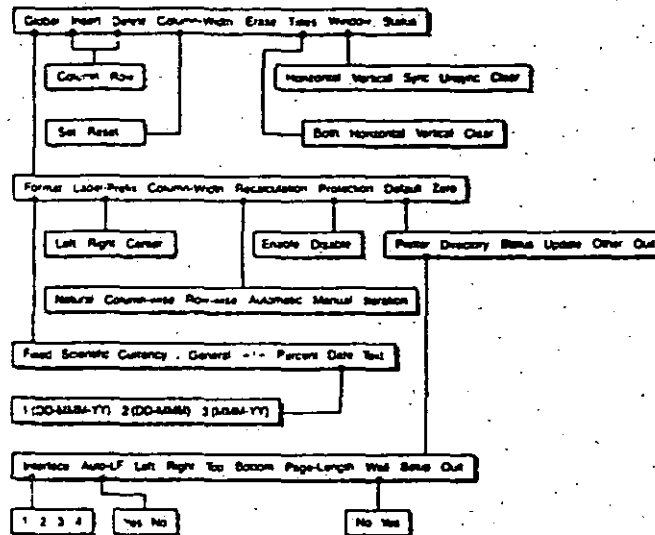 Global Insert Delete Column-Width Erase Titles Window Status
Column Row
Horizontal Vertical Sync Unsync Clear
Set Reset
Both Horizontal Vertical Clear
Format Label-Prefix Column-Width Recalculation Protection Default Zero
Left Right Center
Enable Disable
Printer Directory Status Update Other Quit
Natural Column-wise Row-wise Automatic Manual Iteration
Fixed Scientific Currency , General +/- Percent Date Text
1 (DD-MMM-YY) 2 (DD-MMM) 3 (MMM-YY)
Interface Auto-LF Left Right Top Bottom Page-Length Wait Setup Quit
1 2 3 4
Yes No
No Yes